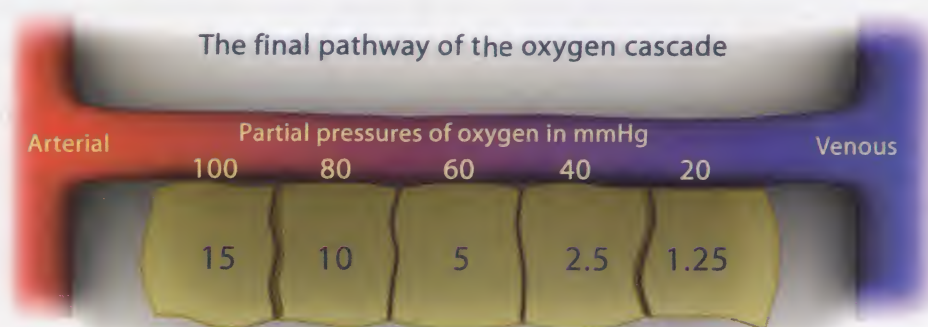 The final pathway of the oxygen cascade
Partial pressures of oxygen in mmHg
Arterial
Venous
100 80 60 40 20
15 10 5 2.5 1.25